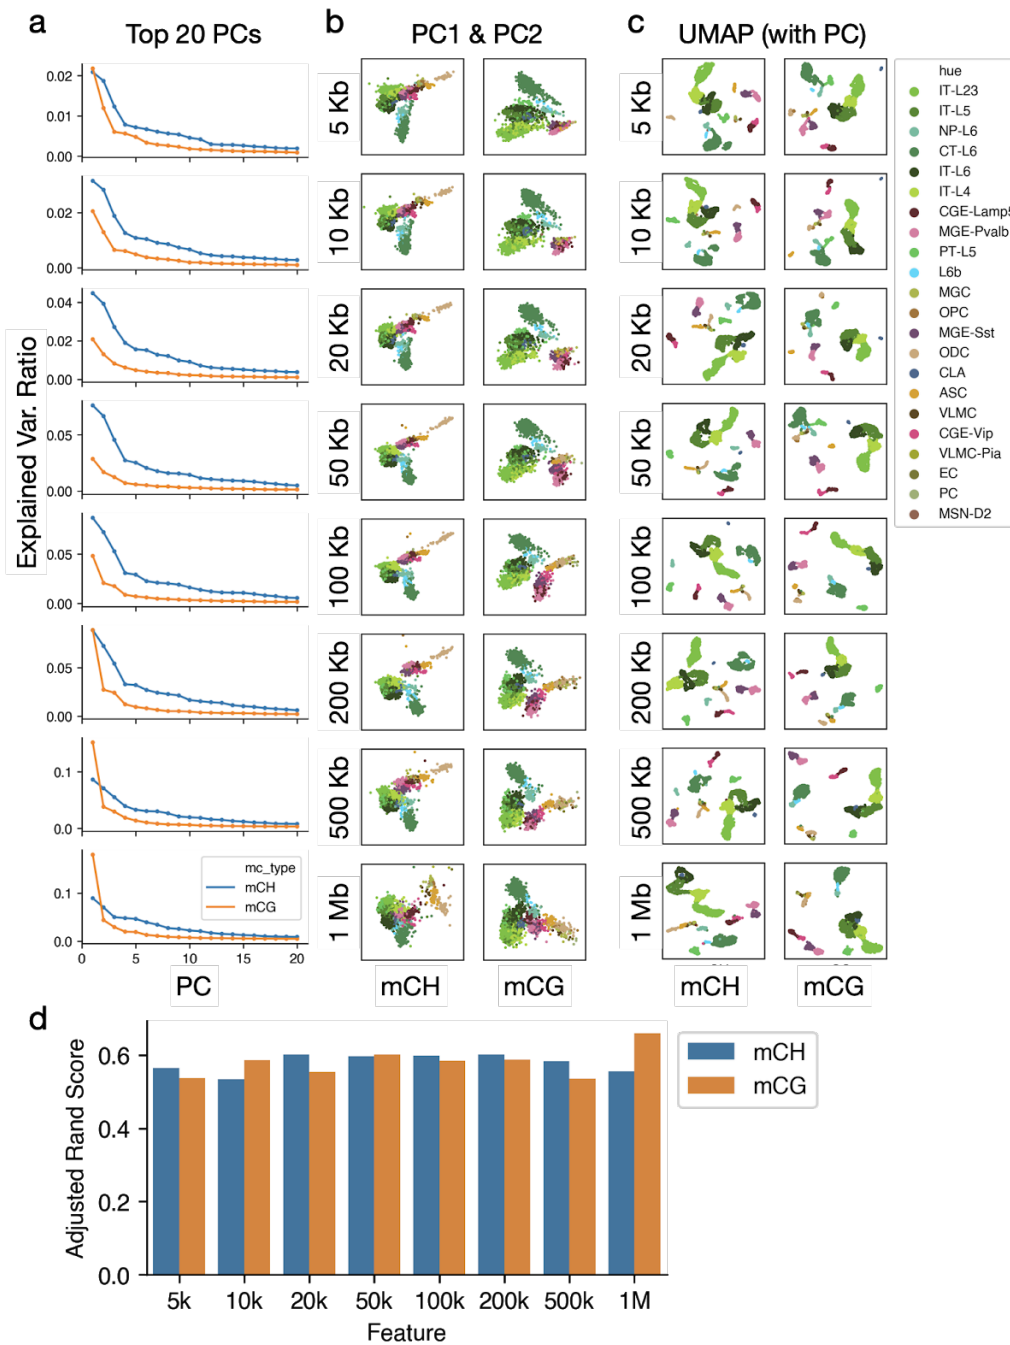 a
Top 20 PCs
b
PC1 & PC2
c
UMAP (with PC)
Explained Var. Ratio
0.02
0.01
0.00
5 Kb
5 Kb
0.02
0.00
10 Kb
10 Kb
0.04
0.02
0.00
20 Kb
20 Kb
0.05
0.00
50 Kb
50 Kb
0.05
0.00
100 Kb
100 Kb
0.05
0.00
200 Kb
200 Kb
0.1
0.0
500 Kb
500 Kb
0.1
0.0
1 Mb
1 Mb
mc_type
mCH
mCG
0 5 10 15 20
PC
mCH
mCG
mCH
mCG
hue
IT-L23
IT-L5
NP-L6
CT-L6
IT-L6
IT-L4
CGE-Lamp5
MGE-Pvalb
PT-L5
L6b
MGC
OPC
MGE-Sst
ODC
CLA
ASC
VLMC
CGE-Vip
VLMC-Pia
EC
PC
MSN-D2
d
Adjusted Rand Score
0.6
0.4
0.2
0.0
5k 10k 20k 50k 100k 200k 500k 1M
Feature
mCH
mCG